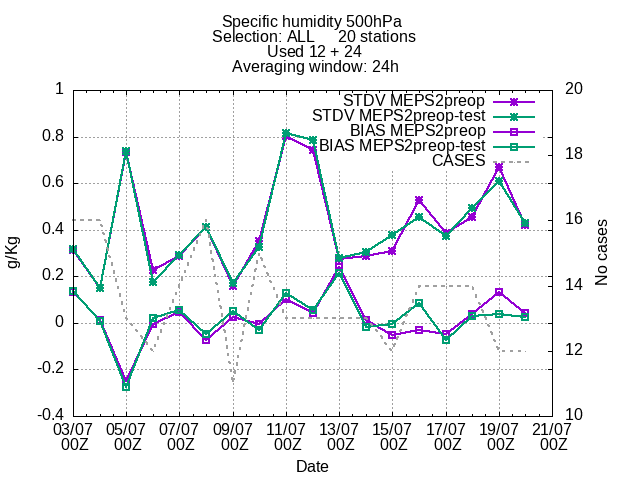 Specific humidity 500hPa
Selection: ALL 20 stations
Used 12 + 24
Averaging window: 24h
STDV MEPS2preop
STDV MEPS2preop-test
BIAS MEPS2preop
BIAS MEPS2preop-test
CASES
1
0.8
0.6
0.4
0.2
0
-0.2
-0.4
g/Kg
20
18
16
14
12
10
No cases
03/07 05/07 07/07 09/07 11/07 13/07 15/07 17/07 19/07 21/07
00Z 00Z 00Z 00Z 00Z 00Z 00Z 00Z 00Z 00Z
Date